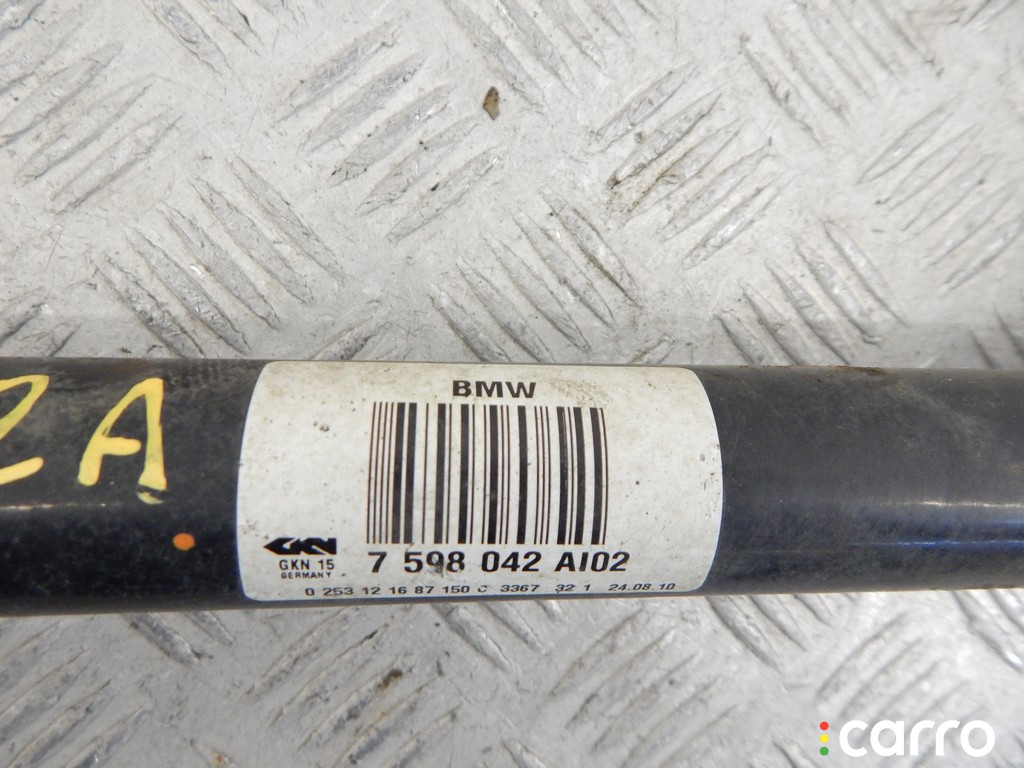 BMW
2A
GKN
GKN 15
GERMANY
7 598 042 AI02
0 253 12 16 87 150 C 3367 32 1 24.08.10
carro